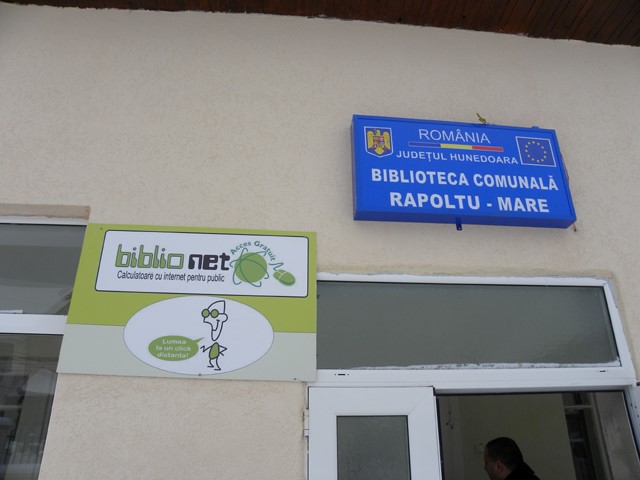 ROMÂNIA
JUDEȚUL HUNEDOARA
BIBLIOTECA COMUNALĂ
RAPOLTU - MARE
biblionet
Acces Gratuit
Calculatoare cu internet pentru public
Lumea
la un click
distanta!